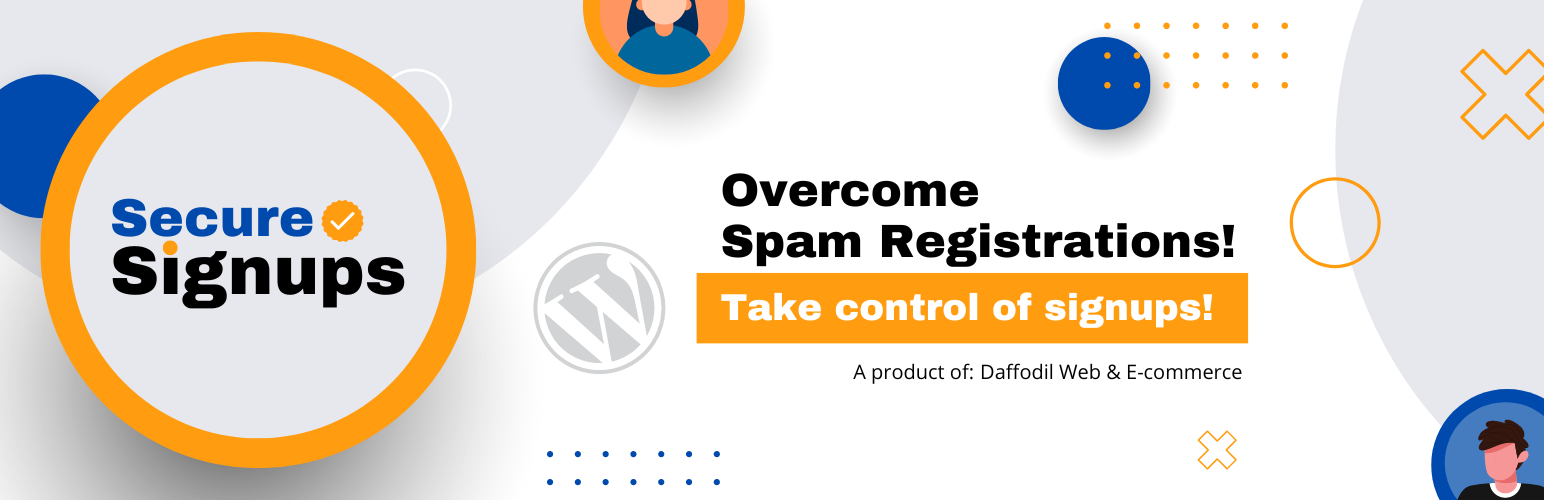 Secure
Signups
Overcome
Spam Registrations!
Take control of signups!
A product of: Daffodil Web & E-commerce